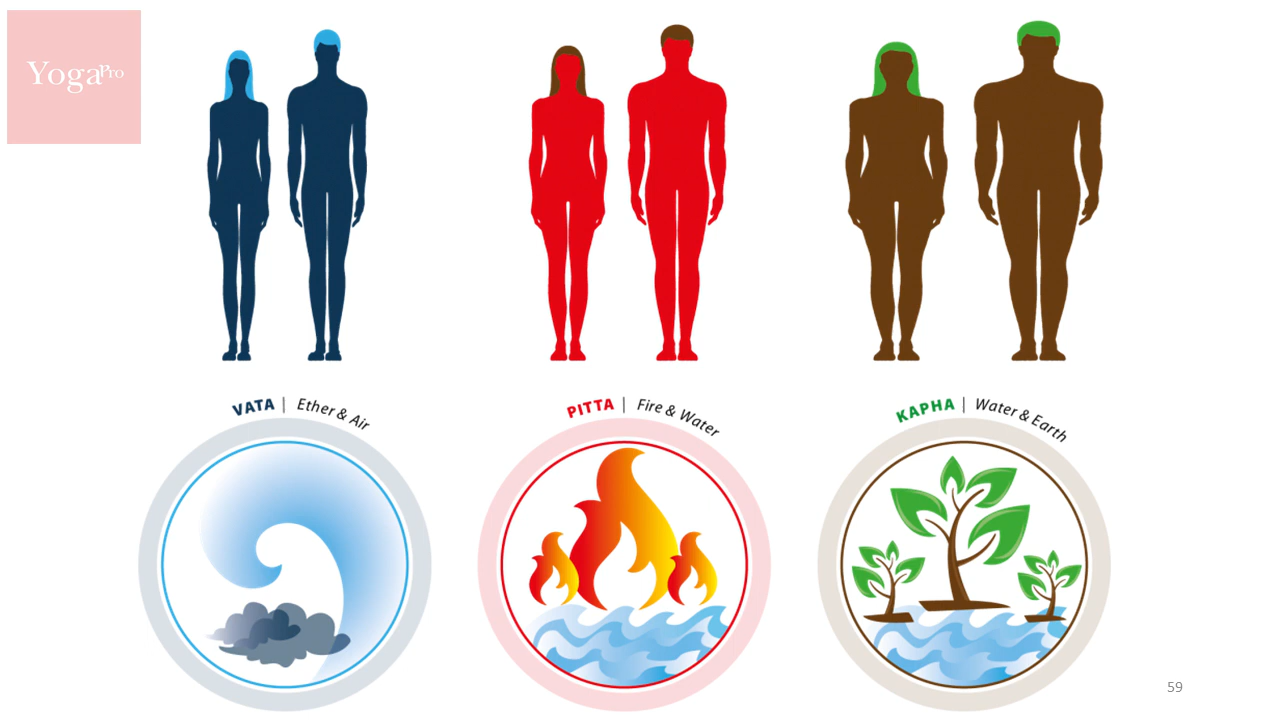 YogaPro
VATA | Ether & Air
PITTA | Fire & Water
KAPHA | Water & Earth
59